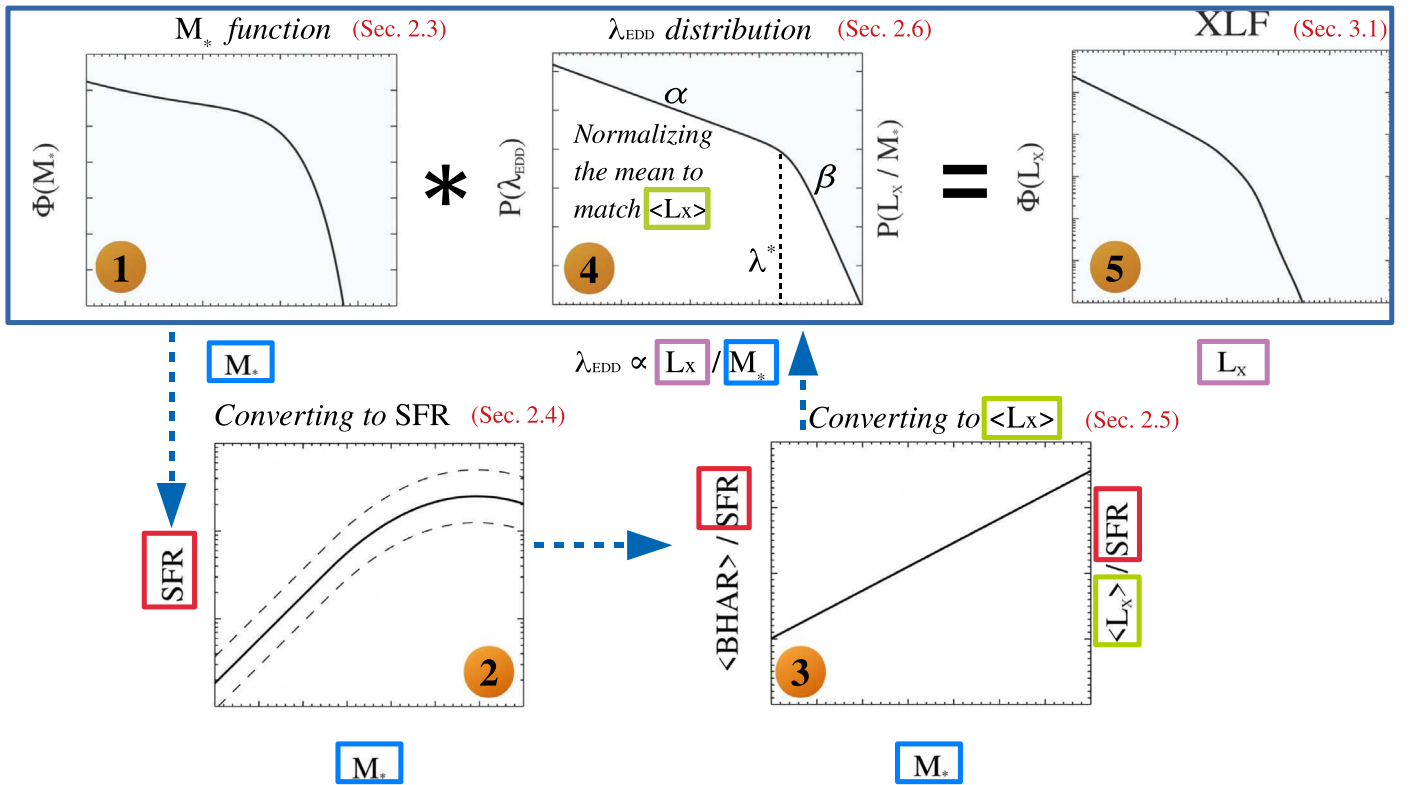 M* function (Sec. 2.3)
λEDD distribution (Sec. 2.6)
XLF (Sec. 3.1)
Φ(M*)
1
*
P(λEDD)
α
Normalizing
the mean to
match <Lx>
β
λ*
4
P(Lx / M*)
=
Φ(Lx)
5
M*
λEDD ∝ Lx / M*
Lx
Converting to SFR (Sec. 2.4)
Converting to <Lx> (Sec. 2.5)
SFR
2
M*
<BHAR> / SFR
3
<Lx> / SFR
M*